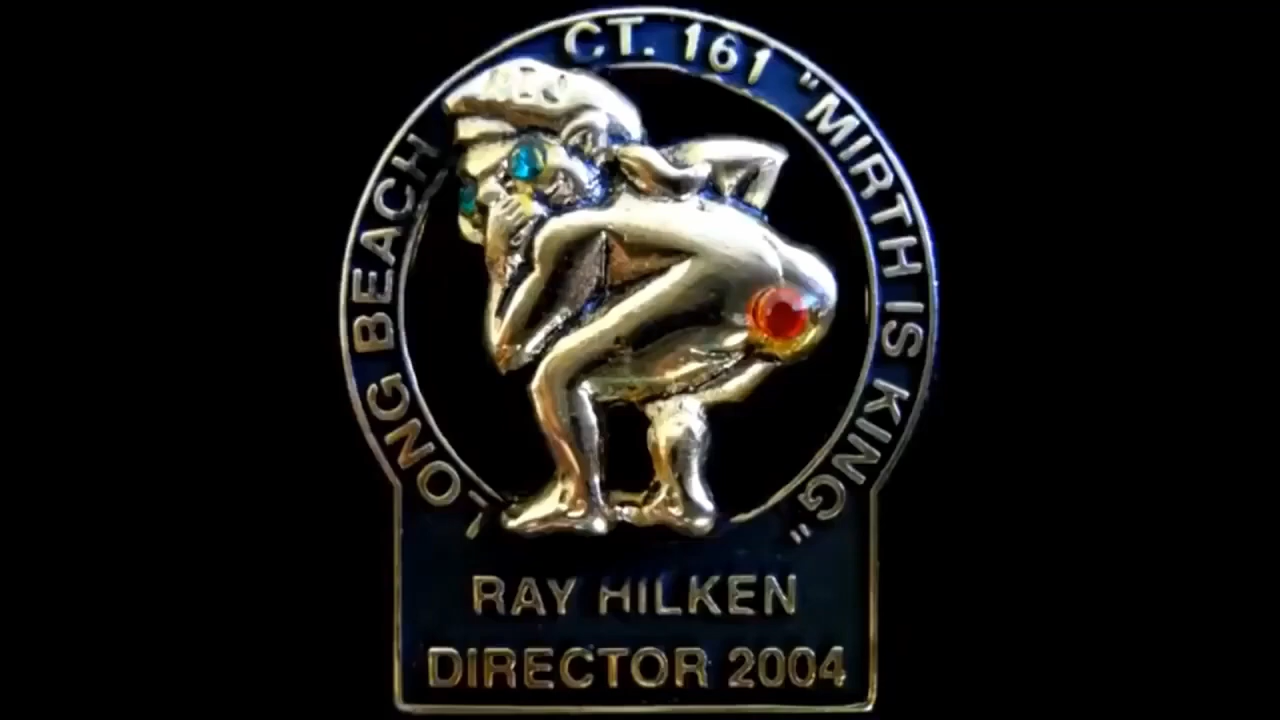 LONG BEACH CT. 161 "MIRTH IS KING"
RAY HILKEN
DIRECTOR 2004